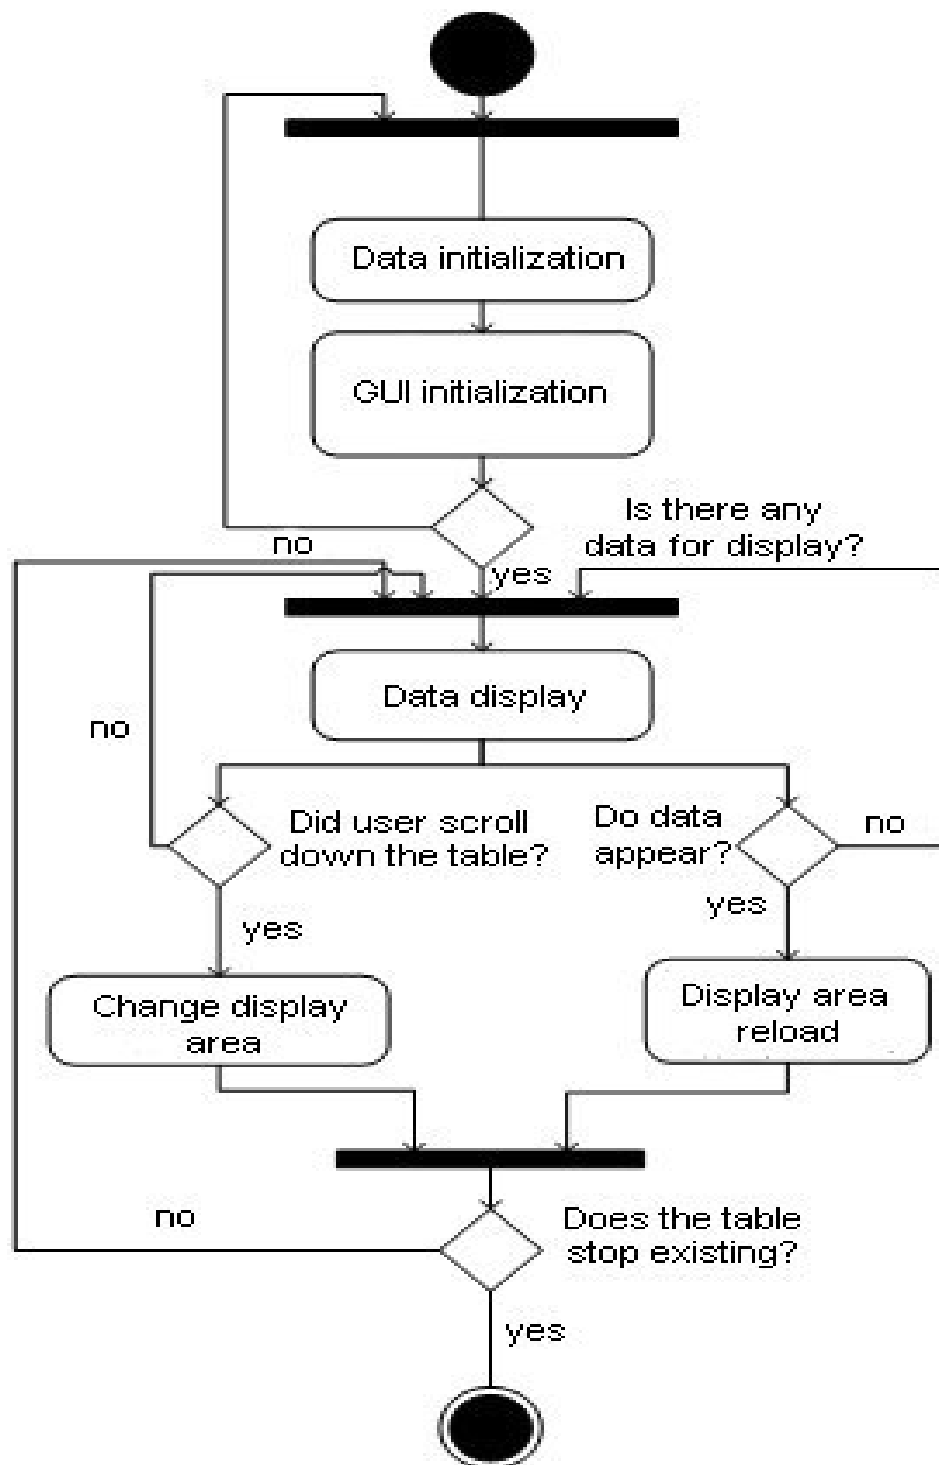 Data initialization
GUI initialization
Is there any
data for display?
no
yes
Data display
no
Did user scroll
down the table?
Do data
appear?
no
yes
yes
Change display
area
Display area
reload
no
Does the table
stop existing?
yes